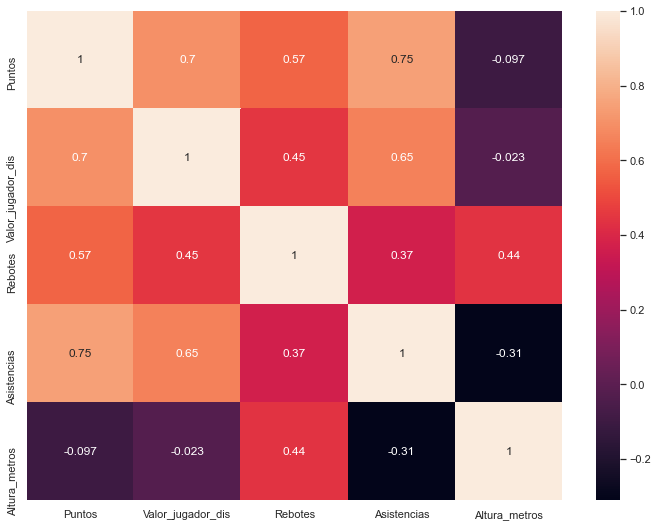 Puntos
Valor_jugador_dis
Rebotes
Asistencias
Altura_metros
1 0.7 0.57 0.75 -0.097
0.7 1 0.45 0.65 -0.023
0.57 0.45 1 0.37 0.44
0.75 0.65 0.37 1 -0.31
-0.097 -0.023 0.44 -0.31 1
Puntos Valor_jugador_dis Rebotes Asistencias Altura_metros
1.0
0.8
0.6
0.4
0.2
0.0
−0.2